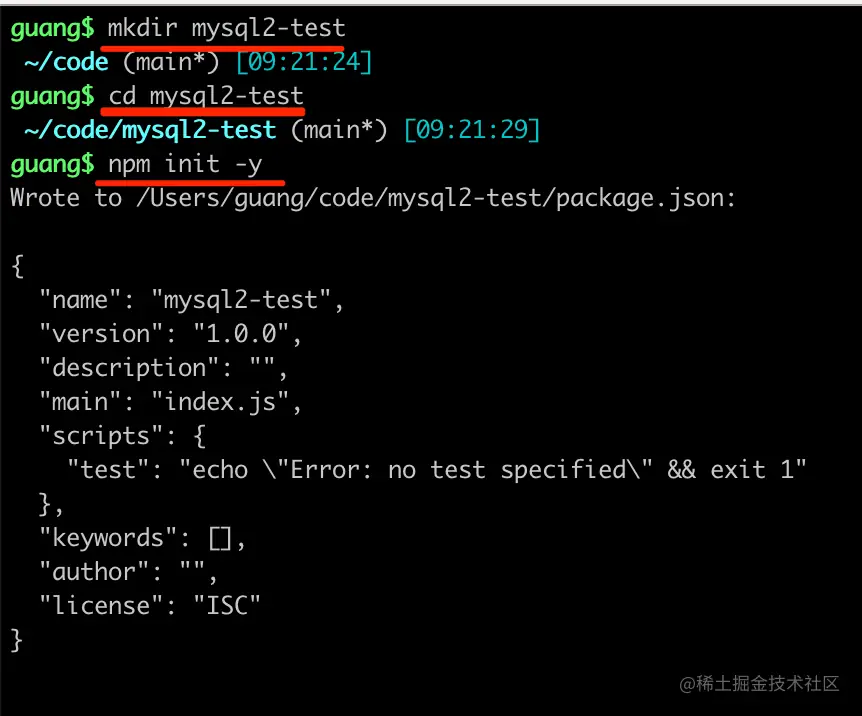 guang$ mkdir mysql2-test
~/code (main*) [09:21:24]
guang$ cd mysql2-test
~/code/mysql2-test (main*) [09:21:29]
guang$ npm init -y
Wrote to /Users/guang/code/mysql2-test/package.json:
{
  "name": "mysql2-test",
  "version": "1.0.0",
  "description": "",
  "main": "index.js",
  "scripts": {
    "test": "echo \"Error: no test specified\" && exit 1"
  },
  "keywords": [],
  "author": "",
  "license": "ISC"
}
@稀土掘金技术社区